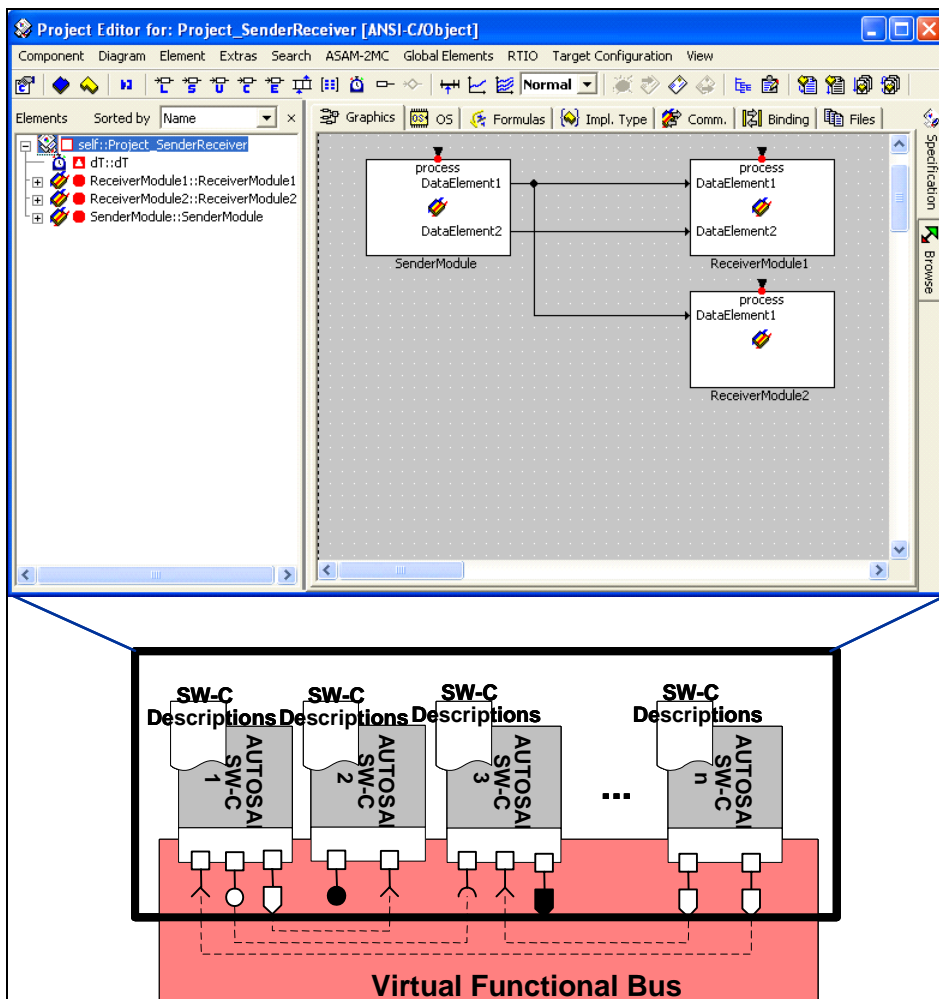 Project Editor for: Project_SenderReceiver [ANSI-C/Object]
Component Diagram Element Extras Search ASAM-2MC Global Elements RTIO Target Configuration View
Normal
Elements Sorted by Name
Graphics OS Formulas Impl. Type Comm. Binding Files
self::Project_SenderReceiver
dT::dT
ReceiverModule1::ReceiverModule1
ReceiverModule2::ReceiverModule2
SenderModule::SenderModule
process
DataElement1
DataElement2
SenderModule
process
DataElement1
DataElement2
ReceiverModule1
process
DataElement1
ReceiverModule2
Specification
Browse
SW-C
Descriptions
AUTOSAR
SW-C
1
SW-C
Descriptions
AUTOSAR
SW-C
2
SW-C
Descriptions
AUTOSAR
SW-C
3
...
SW-C
Descriptions
AUTOSAR
SW-C
n
Virtual Functional Bus